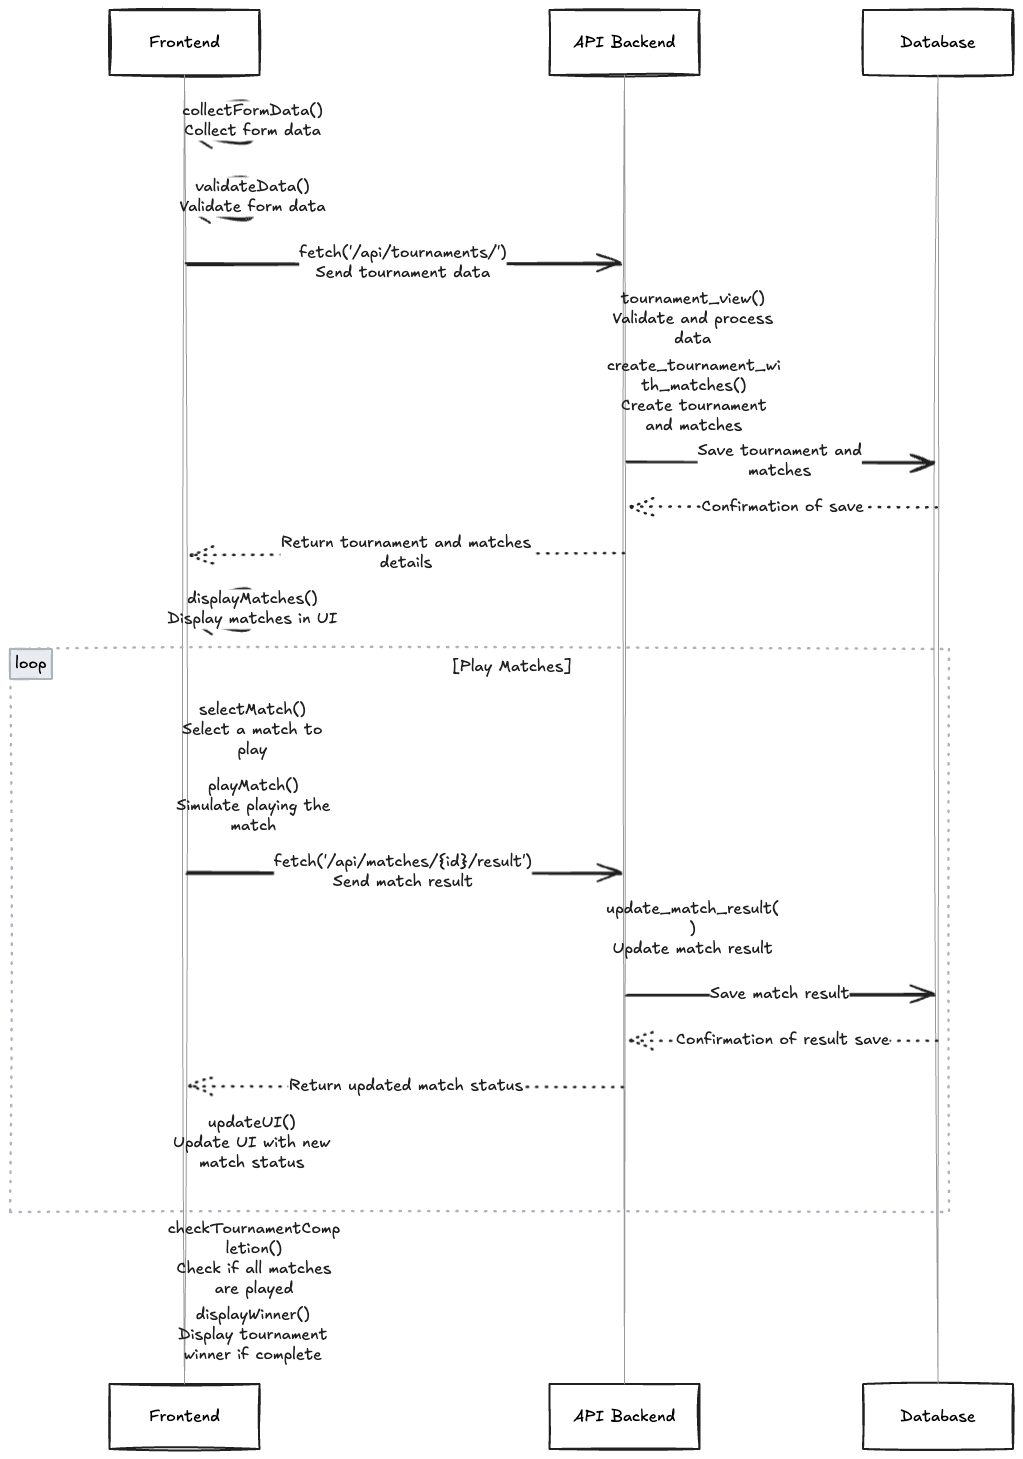 Frontend
API Backend
Database
collectFormData()
Collect form data
validateData()
Validate form data
fetch('/api/tournaments/')
Send tournament data
tournament_view()
Validate and process
data
create_tournament_wi
th_matches()
Create tournament
and matches
Save tournament and
matches
Confirmation of save
Return tournament and matches
details
displayMatches()
Display matches in UI
loop
[Play Matches]
selectMatch()
Select a match to
play
playMatch()
Simulate playing the
match
fetch('/api/matches/{id}/result')
Send match result
update_match_result(
)
Update match result
Save match result
Confirmation of result save
Return updated match status
updateUI()
Update UI with new
match status
checkTournamentComp
letion()
Check if all matches
are played
displayWinner()
Display tournament
winner if complete
Frontend
API Backend
Database